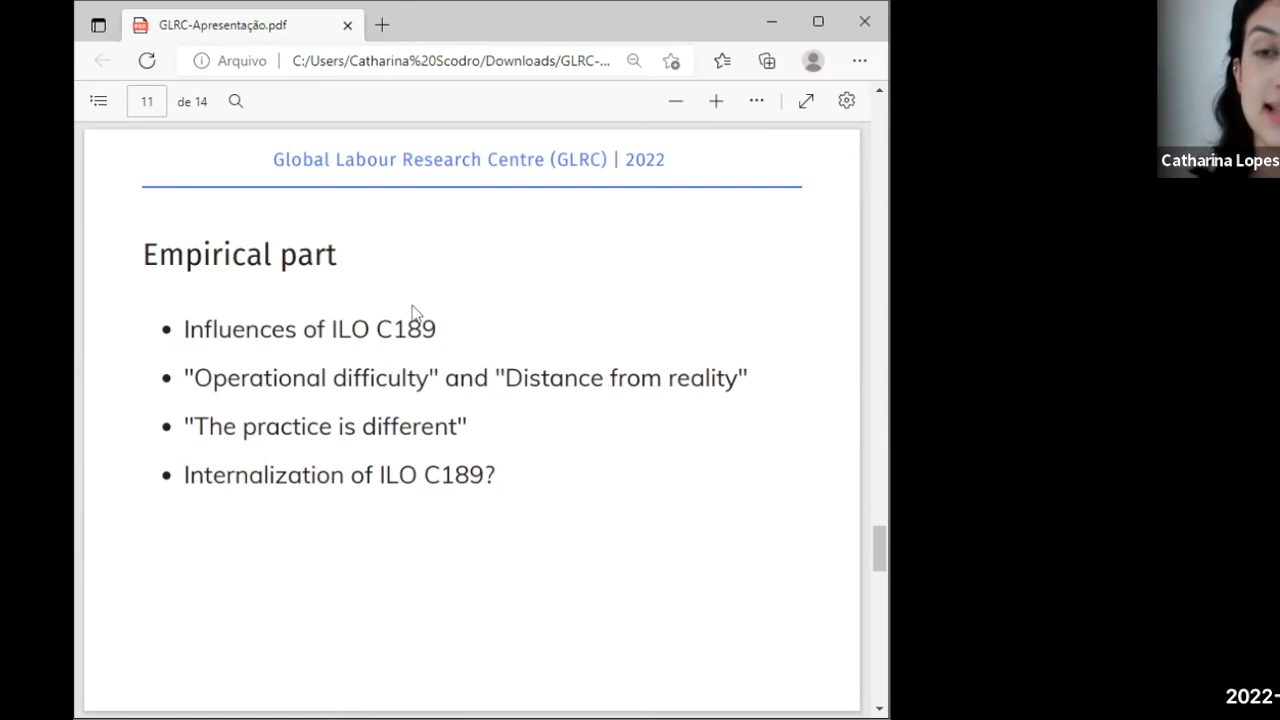 GLRC-Apresentação.pdf
Arquivo
C:/Users/Catharina%20Scodro/Downloads/GLRC-...
11 de 14
Global Labour Research Centre (GLRC) | 2022
Catharina Lopes
Empirical part
• Influences of ILO C189
• "Operational difficulty" and "Distance from reality"
• "The practice is different"
• Internalization of ILO C189?
2022-